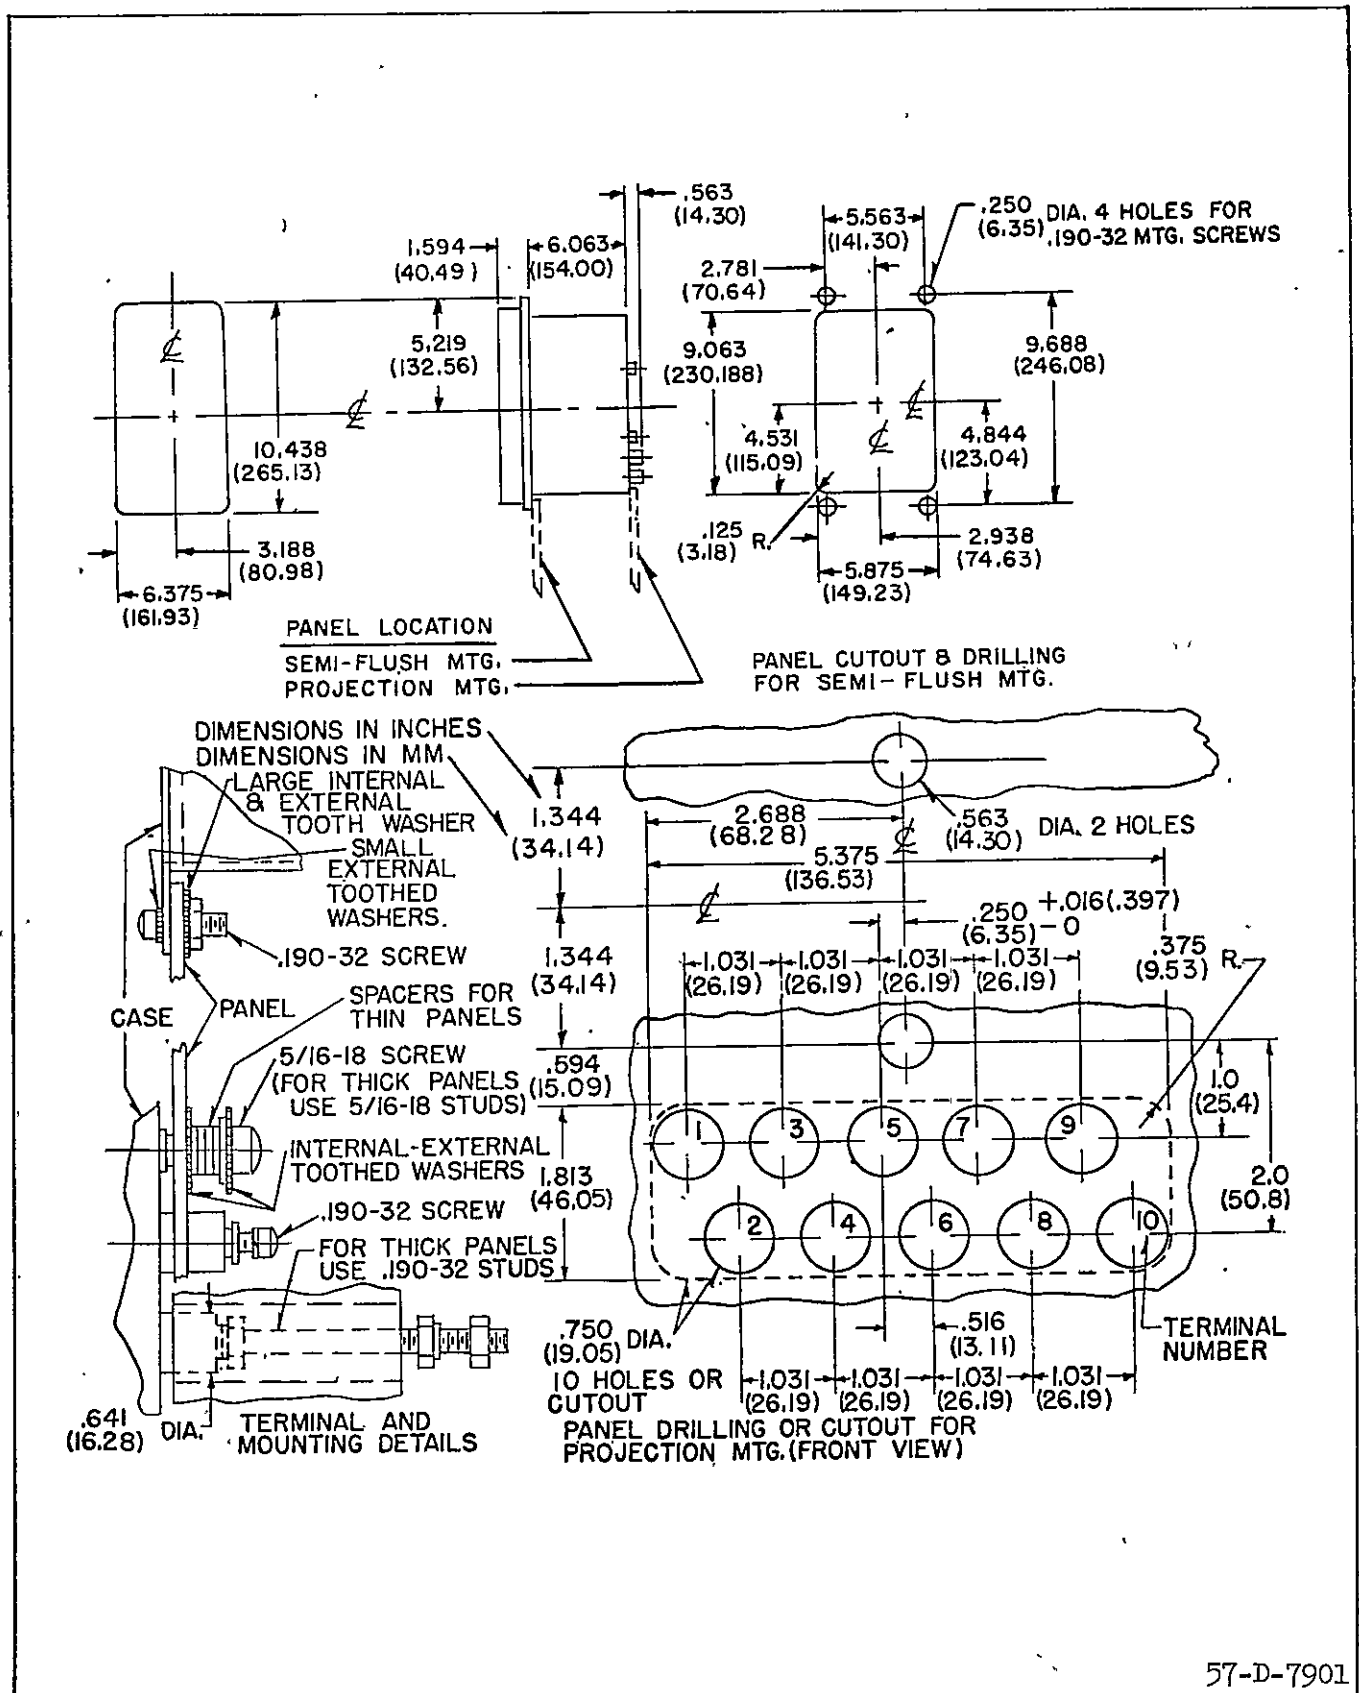 .563
(14.30)
1.594
(40.49)
6.063
(154.00)
5.563
(141.30)
.250
(6.35)
DIA. 4 HOLES FOR
.190-32 MTG. SCREWS
2.781
(70.64)
5.219
(132.56)
9.063
(230.188)
9.688
(246.08)
℄
℄
℄
℄
10.438
(265.13)
4.531
(115.09)
4.844
(123.04)
3.188
(80.98)
.125
(3.18) R.
2.938
(74.63)
6.375
(161.93)
5.875
(149.23)
PANEL LOCATION
SEMI-FLUSH MTG.
PROJECTION MTG.
PANEL CUTOUT & DRILLING
FOR SEMI-FLUSH MTG.
DIMENSIONS IN INCHES
DIMENSIONS IN MM
LARGE INTERNAL
& EXTERNAL
TOOTH WASHER
SMALL
EXTERNAL
TOOTHED
WASHERS.
.190-32 SCREW
CASE
PANEL
SPACERS FOR
THIN PANELS
5/16-18 SCREW
(FOR THICK PANELS
USE 5/16-18 STUDS)
INTERNAL-EXTERNAL
TOOTHED WASHERS
.190-32 SCREW
FOR THICK PANELS
USE .190-32 STUDS
.641
(16.28) DIA.
TERMINAL AND
MOUNTING DETAILS
1.344
(34.14)
1.344
(34.14)
.594
(15.09)
1.813
(46.05)
2.688
(68.28)
℄
.563
(14.30)
DIA. 2 HOLES
5.375
(136.53)
℄
.250
(6.35)
+.016(.397)
-0
1.031
(26.19)
1.031
(26.19)
1.031
(26.19)
1.031
(26.19)
.375
(9.53) R.
1.0
(25.4)
2.0
(50.8)
1 3 5 7 9
2 4 6 8 10
.750
(19.05) DIA.
10 HOLES OR
CUTOUT
.516
(13.11)
TERMINAL
NUMBER
1.031
(26.19)
1.031
(26.19)
1.031
(26.19)
1.031
(26.19)
PANEL DRILLING OR CUTOUT FOR
PROJECTION MTG. (FRONT VIEW)
57-D-7901